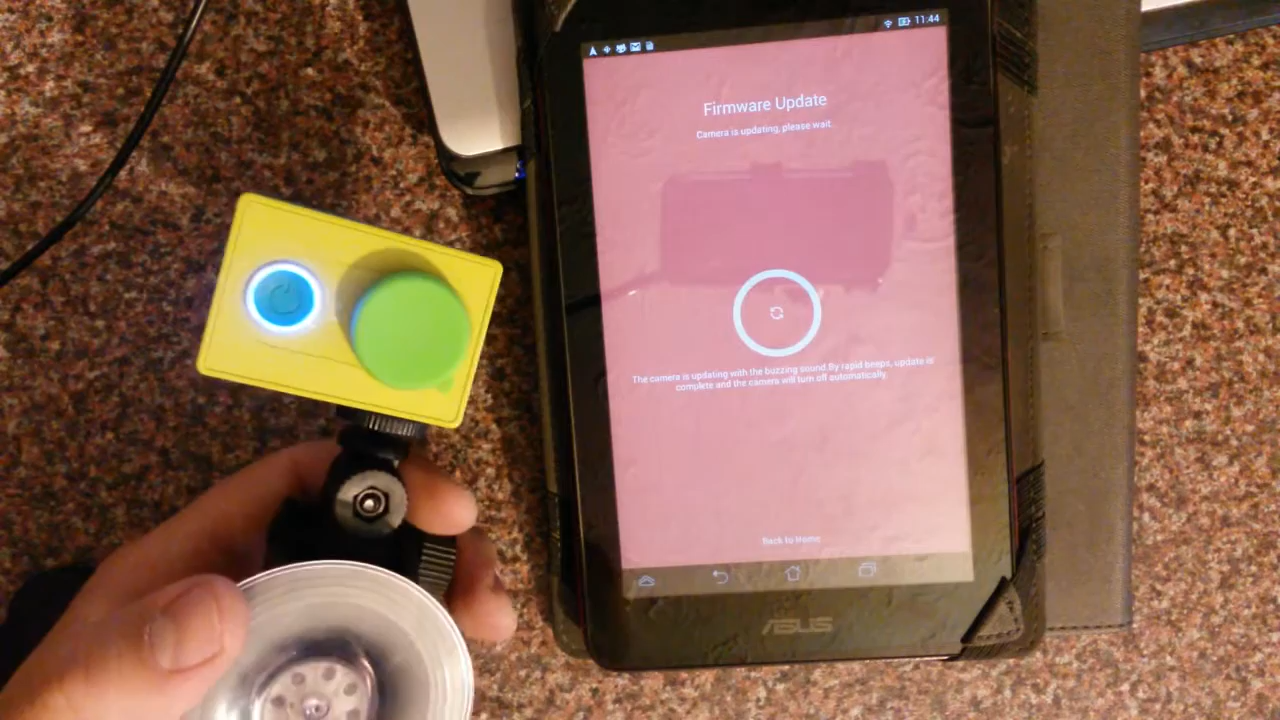 11:44
Firmware Update
Camera is updating, please wait.
The camera is updating with the buzzing sound.By rapid beeps, update is
complete and the camera will turn off automatically.
Back to Home
ASUS